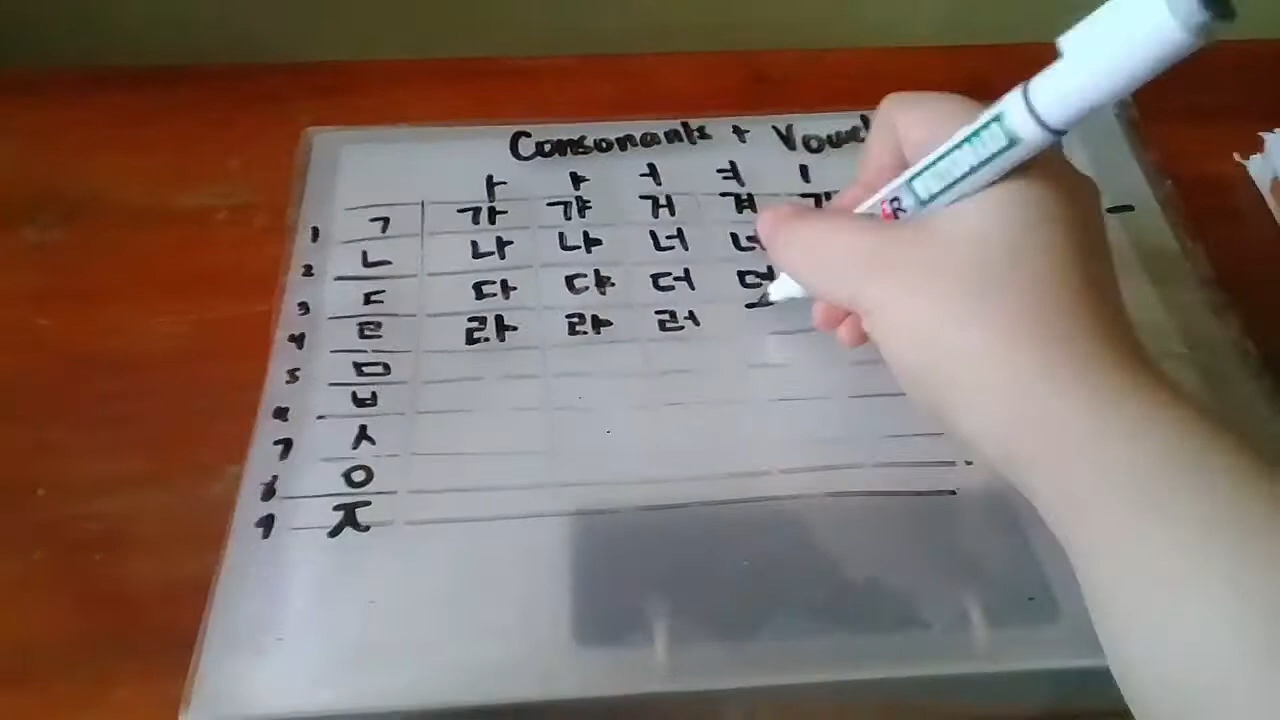 Consonants + Vowel
ㅏ ㅑ ㅓ ㅕ ㅣ
1 ㄱ 가 갸 거 겨
2 ㄴ 나 냐 너
3 ㄷ 다 댜 더
4 ㄹ 라 랴 러
5 ㅁ
6 ㅂ
7 ㅅ
8 ㅇ
9 ㅈ